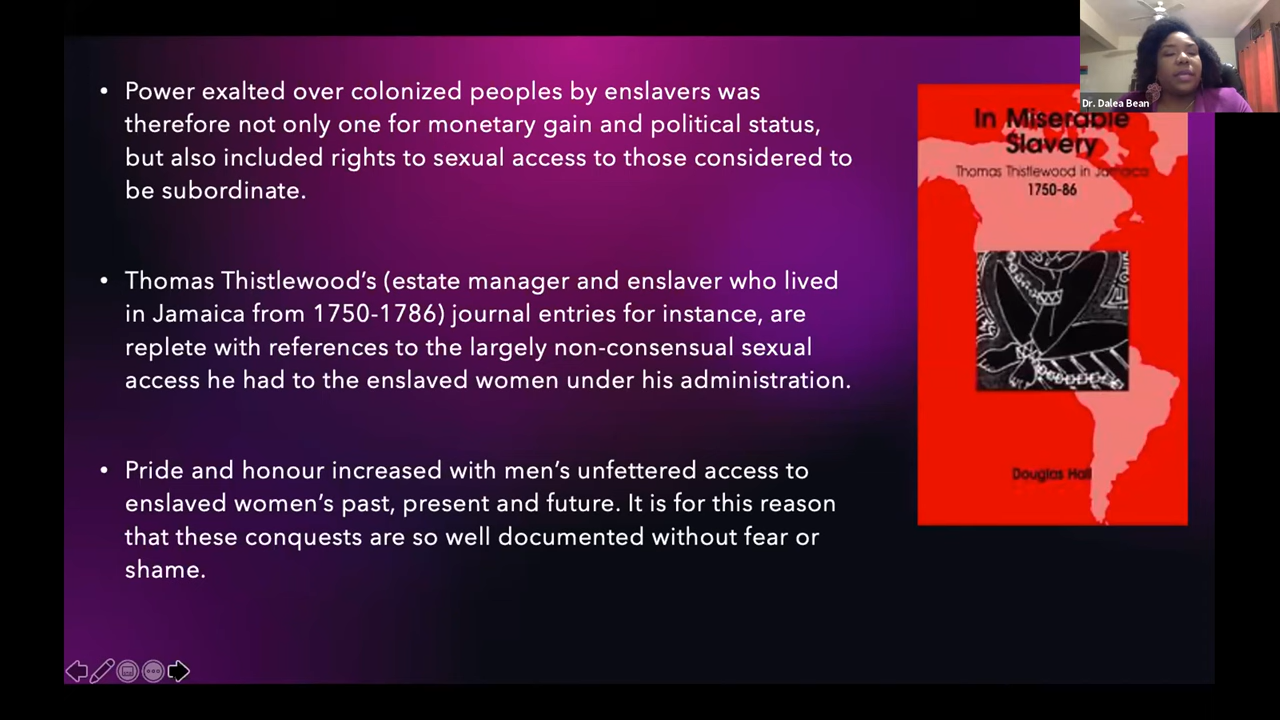 Dr. Dalea Bean
• Power exalted over colonized peoples by enslavers was
therefore not only one for monetary gain and political status,
but also included rights to sexual access to those considered to
be subordinate.
• Thomas Thistlewood's (estate manager and enslaver who lived
in Jamaica from 1750-1786) journal entries for instance, are
replete with references to the largely non-consensual sexual
access he had to the enslaved women under his administration.
• Pride and honour increased with men's unfettered access to
enslaved women's past, present and future. It is for this reason
that these conquests are so well documented without fear or
shame.
In Miserable
Slavery
Thomas Thistlewood in Jamaica
1750-86
Douglas Hall